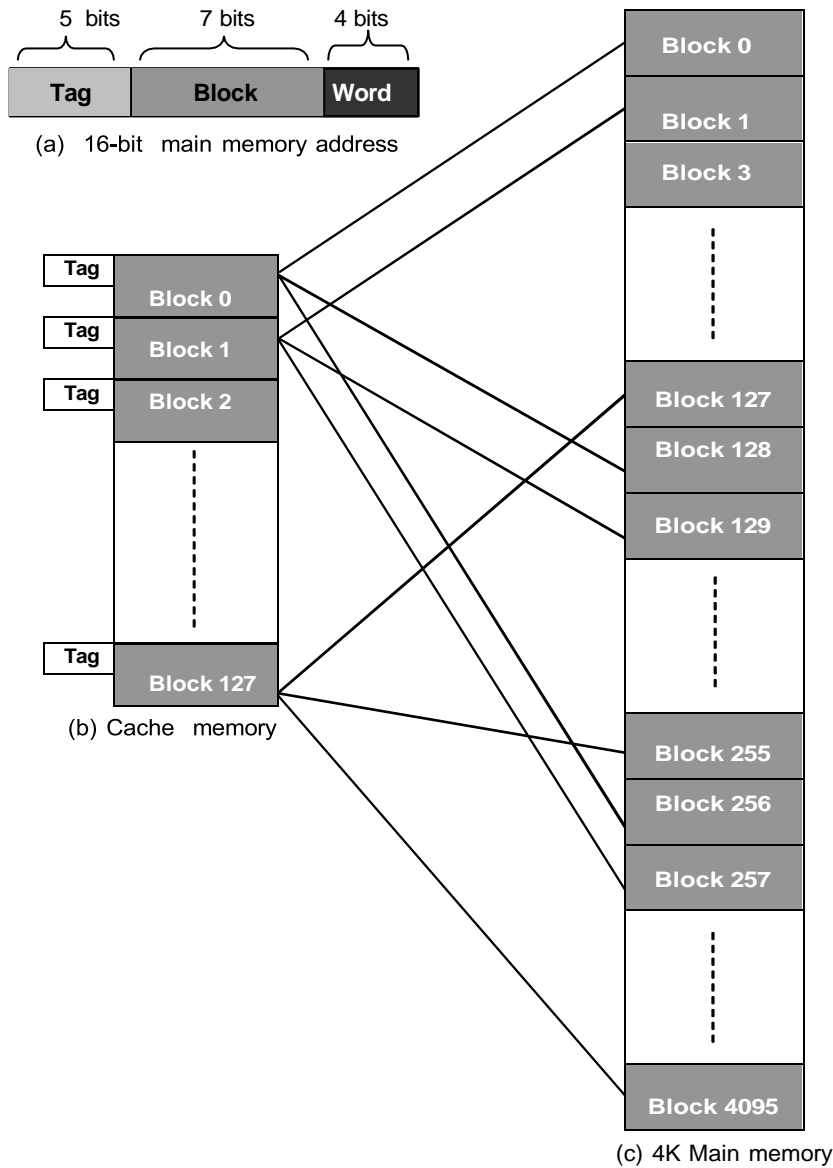 5 bits 7 bits 4 bits
Tag Block Word
(a) 16-bit main memory address
Tag Block 0
Tag Block 1
Tag Block 2
Tag Block 127
(b) Cache memory
Block 0
Block 1
Block 3
Block 127
Block 128
Block 129
Block 255
Block 256
Block 257
Block 4095
(c) 4K Main memory